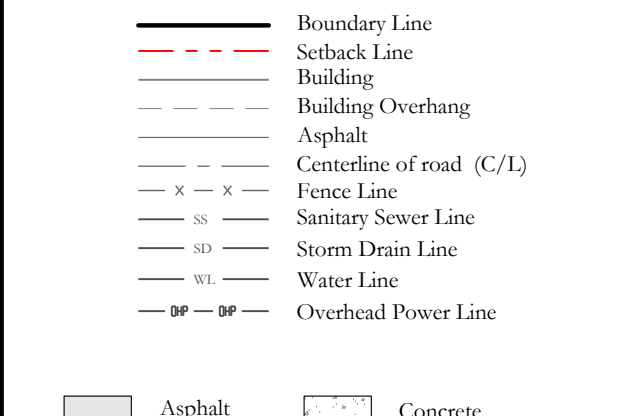 Boundary Line
Setback Line
Building
Building Overhang
Asphalt
Centerline of road (C/L)
X X Fence Line
SS Sanitary Sewer Line
SD Storm Drain Line
WL Water Line
OHP OHP Overhead Power Line
Asphalt Concrete